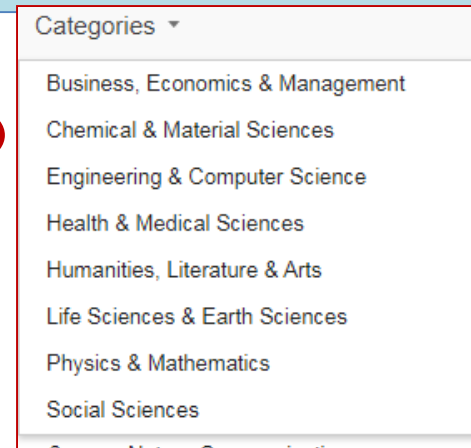 Categories
Business, Economics & Management
Chemical & Material Sciences
Engineering & Computer Science
Health & Medical Sciences
Humanities, Literature & Arts
Life Sciences & Earth Sciences
Physics & Mathematics
Social Sciences